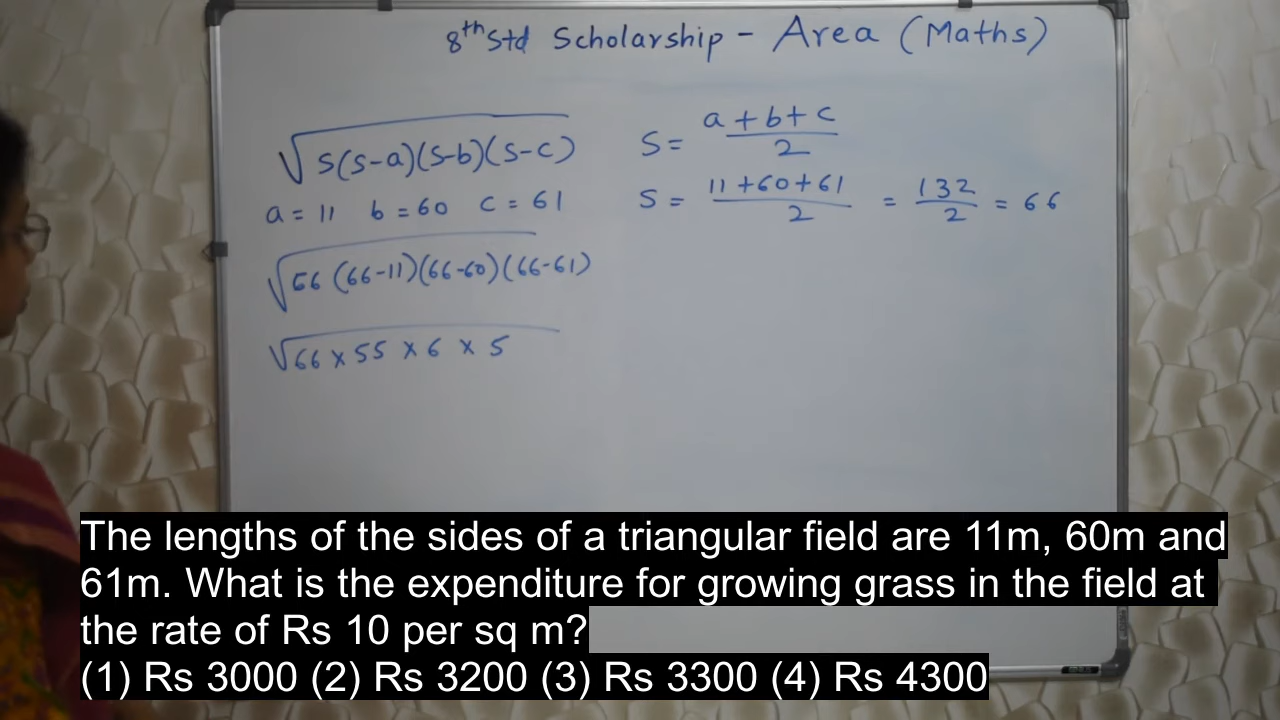 8th Std Scholarship - Area (Maths)
√s(s-a)(s-b)(s-c)
S = a + b + c / 2
a = 11 b = 60 c = 61
S = 11 + 60 + 61 / 2 = 132 / 2 = 66
√66 (66-11)(66-60)(66-61)
√66 x 55 x 6 x 5
The lengths of the sides of a triangular field are 11m, 60m and
61m. What is the expenditure for growing grass in the field at
the rate of Rs 10 per sq m?
(1) Rs 3000 (2) Rs 3200 (3) Rs 3300 (4) Rs 4300